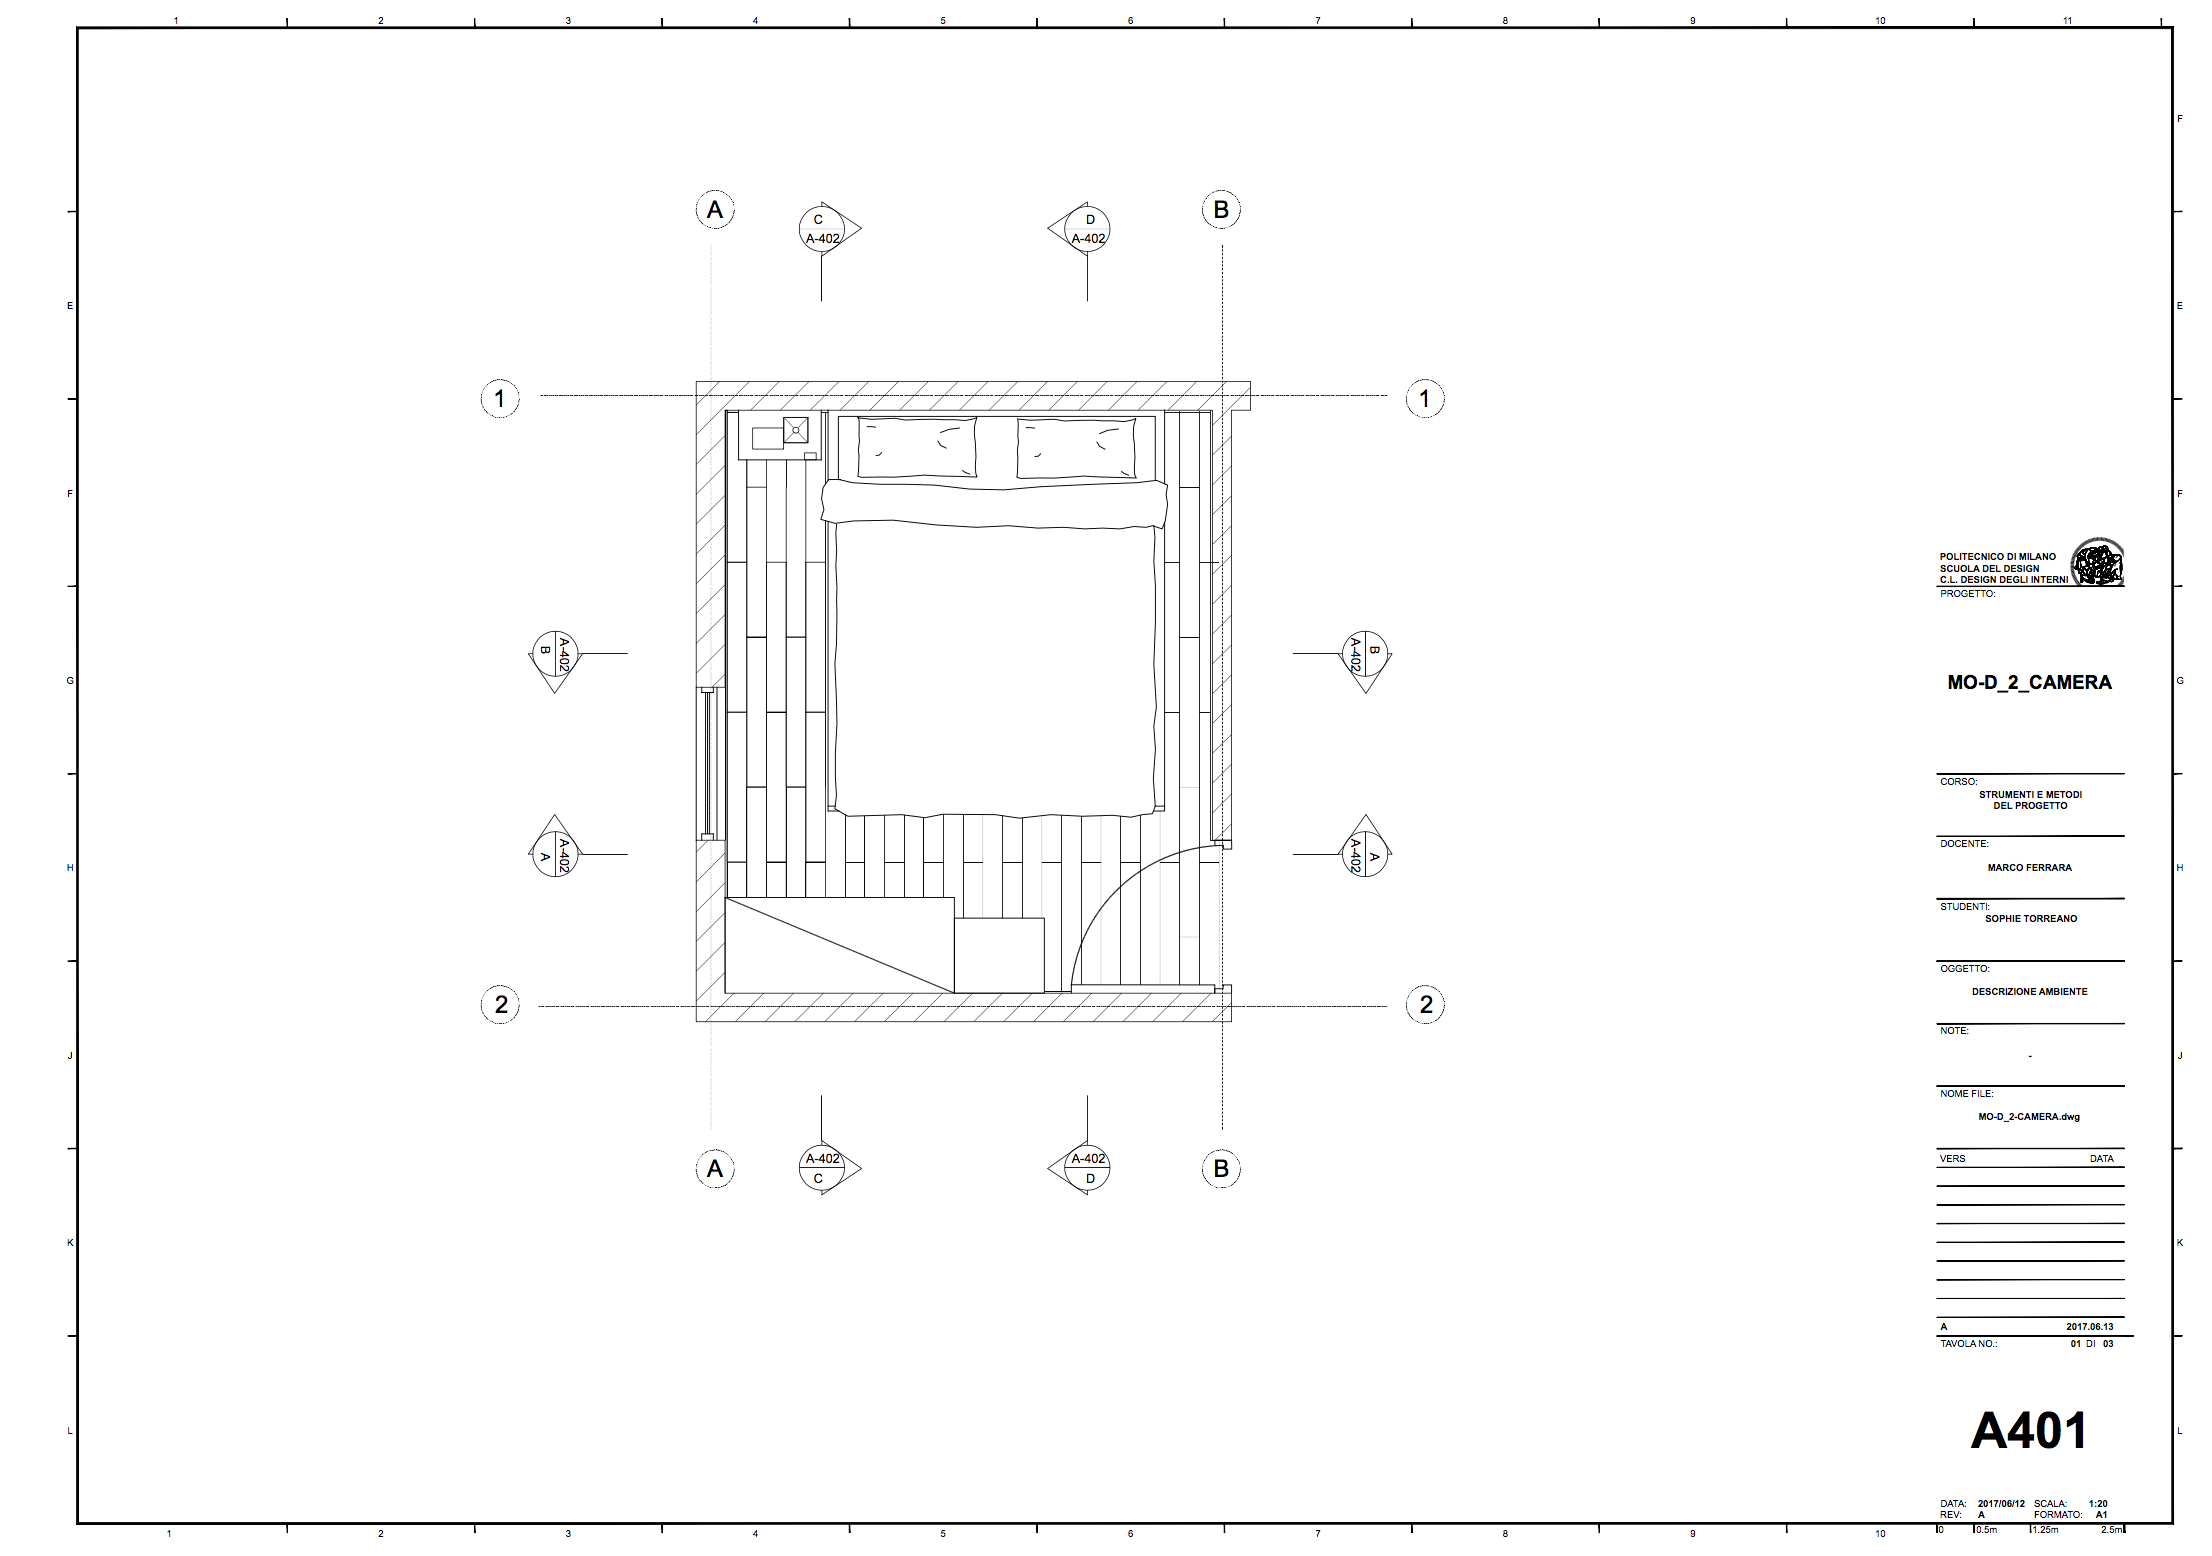 1 2 3 4 5 6 7 8 9 10 11
F
F
A
C
A-402
D
A-402
B
E
E
1
1
F
F
B
A-402
A-402
B
G
G
A-402
A
A-402
A
H
H
2
2
J
J
A
A-402
C
A-402
D
B
K
K
L
L
1 2 3 4 5 6 7 8 9 10
POLITECNICO DI MILANO
SCUOLA DEL DESIGN
C.L. DESIGN DEGLI INTERNI
PROGETTO:
MO-D_2_CAMERA
CORSO:
STRUMENTI E METODI
DEL PROGETTO
DOCENTE:
MARCO FERRARA
STUDENTI:
SOPHIE TORREANO
OGGETTO:
DESCRIZIONE AMBIENTE
NOTE:
-
NOME FILE:
MO-D_2-CAMERA.dwg
VERS DATA
A 2017.06.13
TAVOLA NO.: 01 DI 03
A401
DATA: 2017/06/12 SCALA: 1:20
REV: A FORMATO: A1
0 0.5m 1.25m 2.5m